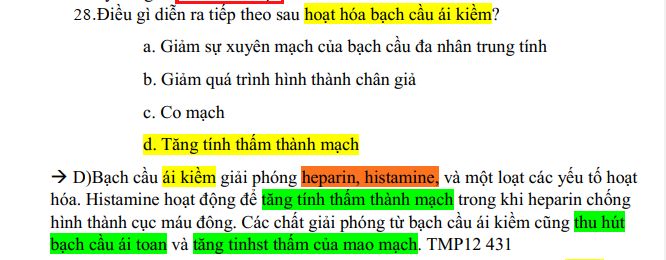 28.Điều gì diễn ra tiếp theo sau hoạt hóa bạch cầu ái kiềm?
a. Giảm sự xuyên mạch của bạch cầu đa nhân trung tính
b. Giảm quá trình hình thành chân giả
c. Co mạch
d. Tăng tính thấm thành mạch
→ D)Bạch cầu ái kiềm giải phóng heparin, histamine, và một loạt các yếu tố hoạt
hóa. Histamine hoạt động để tăng tính thấm thành mạch trong khi heparin chống
hình thành cục máu đông. Các chất giải phóng từ bạch cầu ái kiềm cũng thu hút
bạch cầu ái toan và tăng tinhst thấm của mao mạch. TMP12 431